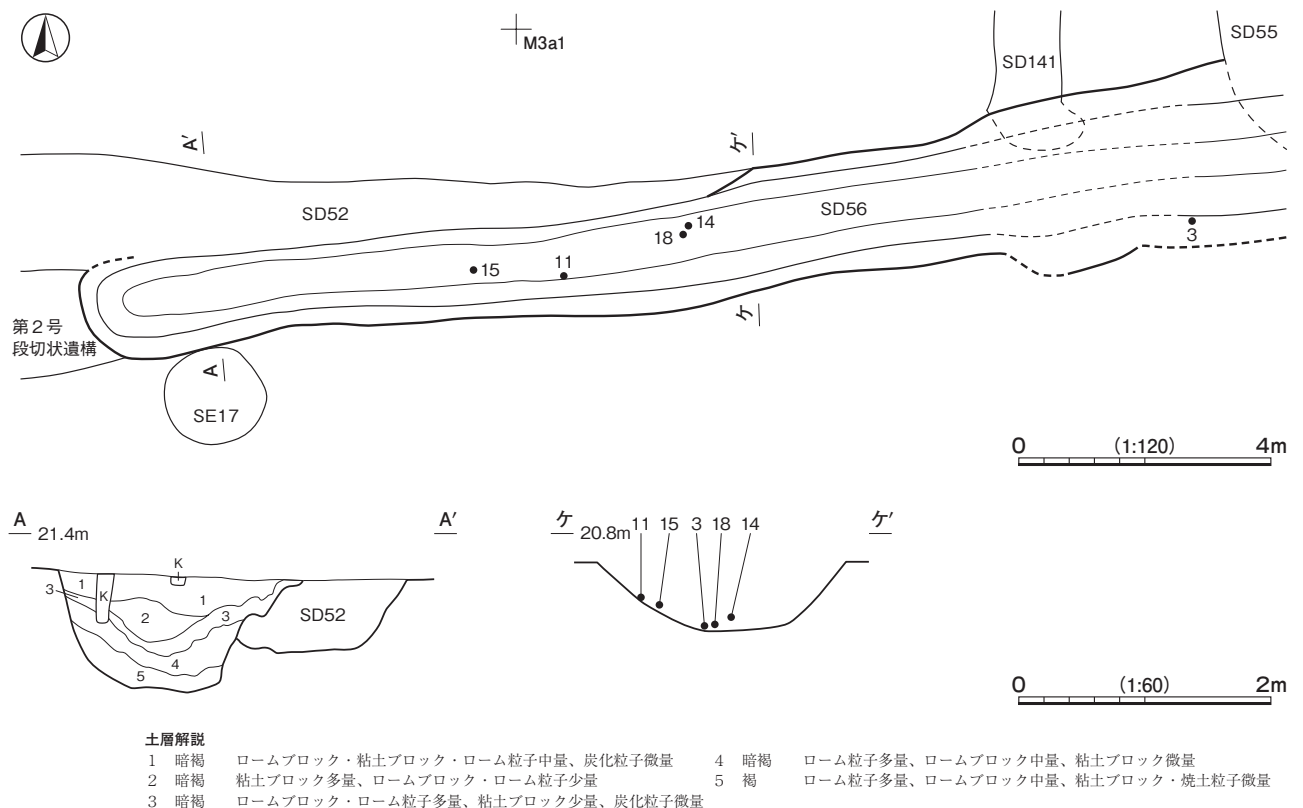 M3a1
SD55
SD141
A'
ケ'
SD52
SD56
14
18
3
15
11
第２号
段切状遺構
A
ケ
SE17
0 (1:120) 4m
A 21.4m A'
ケ 20.8m 11 15 3 18 14 ケ'
K
1
K
3
1
2
3
SD52
4
5
0 (1:60) 2m
土層解説
1 暗褐 ロームブロック・粘土ブロック・ローム粒子中量、炭化粒子微量
2 暗褐 粘土ブロック多量、ロームブロック・ローム粒子少量
3 暗褐 ロームブロック・ローム粒子多量、粘土ブロック少量、炭化粒子微量
4 暗褐 ローム粒子多量、ロームブロック中量、粘土ブロック微量
5 褐 ローム粒子多量、ロームブロック中量、粘土ブロック・焼土粒子微量